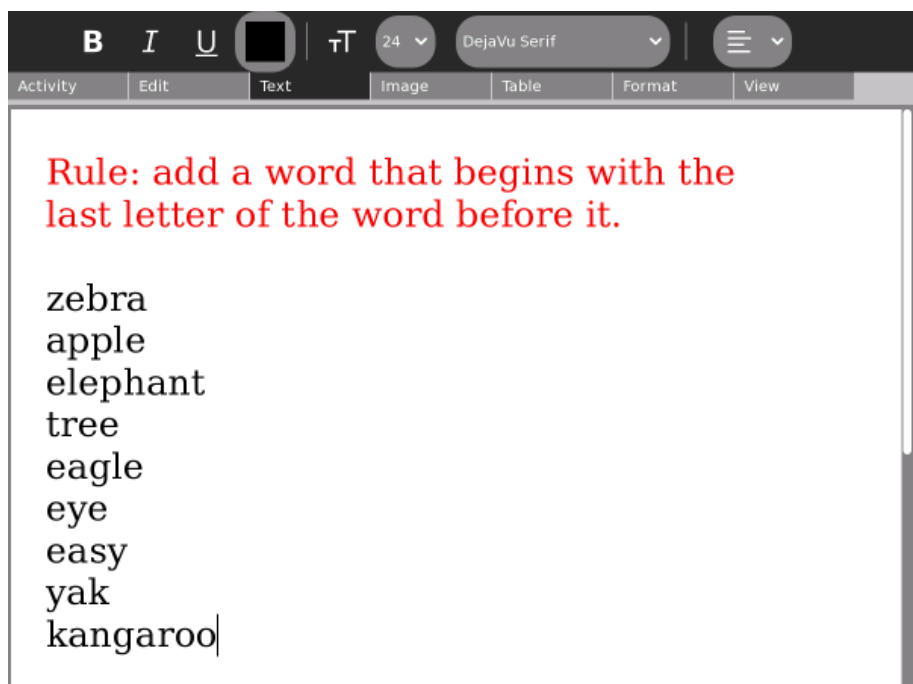 B I U TT 24 DejaVu Serif
Activity Edit Text Image Table Format View
Rule: add a word that begins with the
last letter of the word before it.
zebra
apple
elephant
tree
eagle
eye
easy
yak
kangaroo